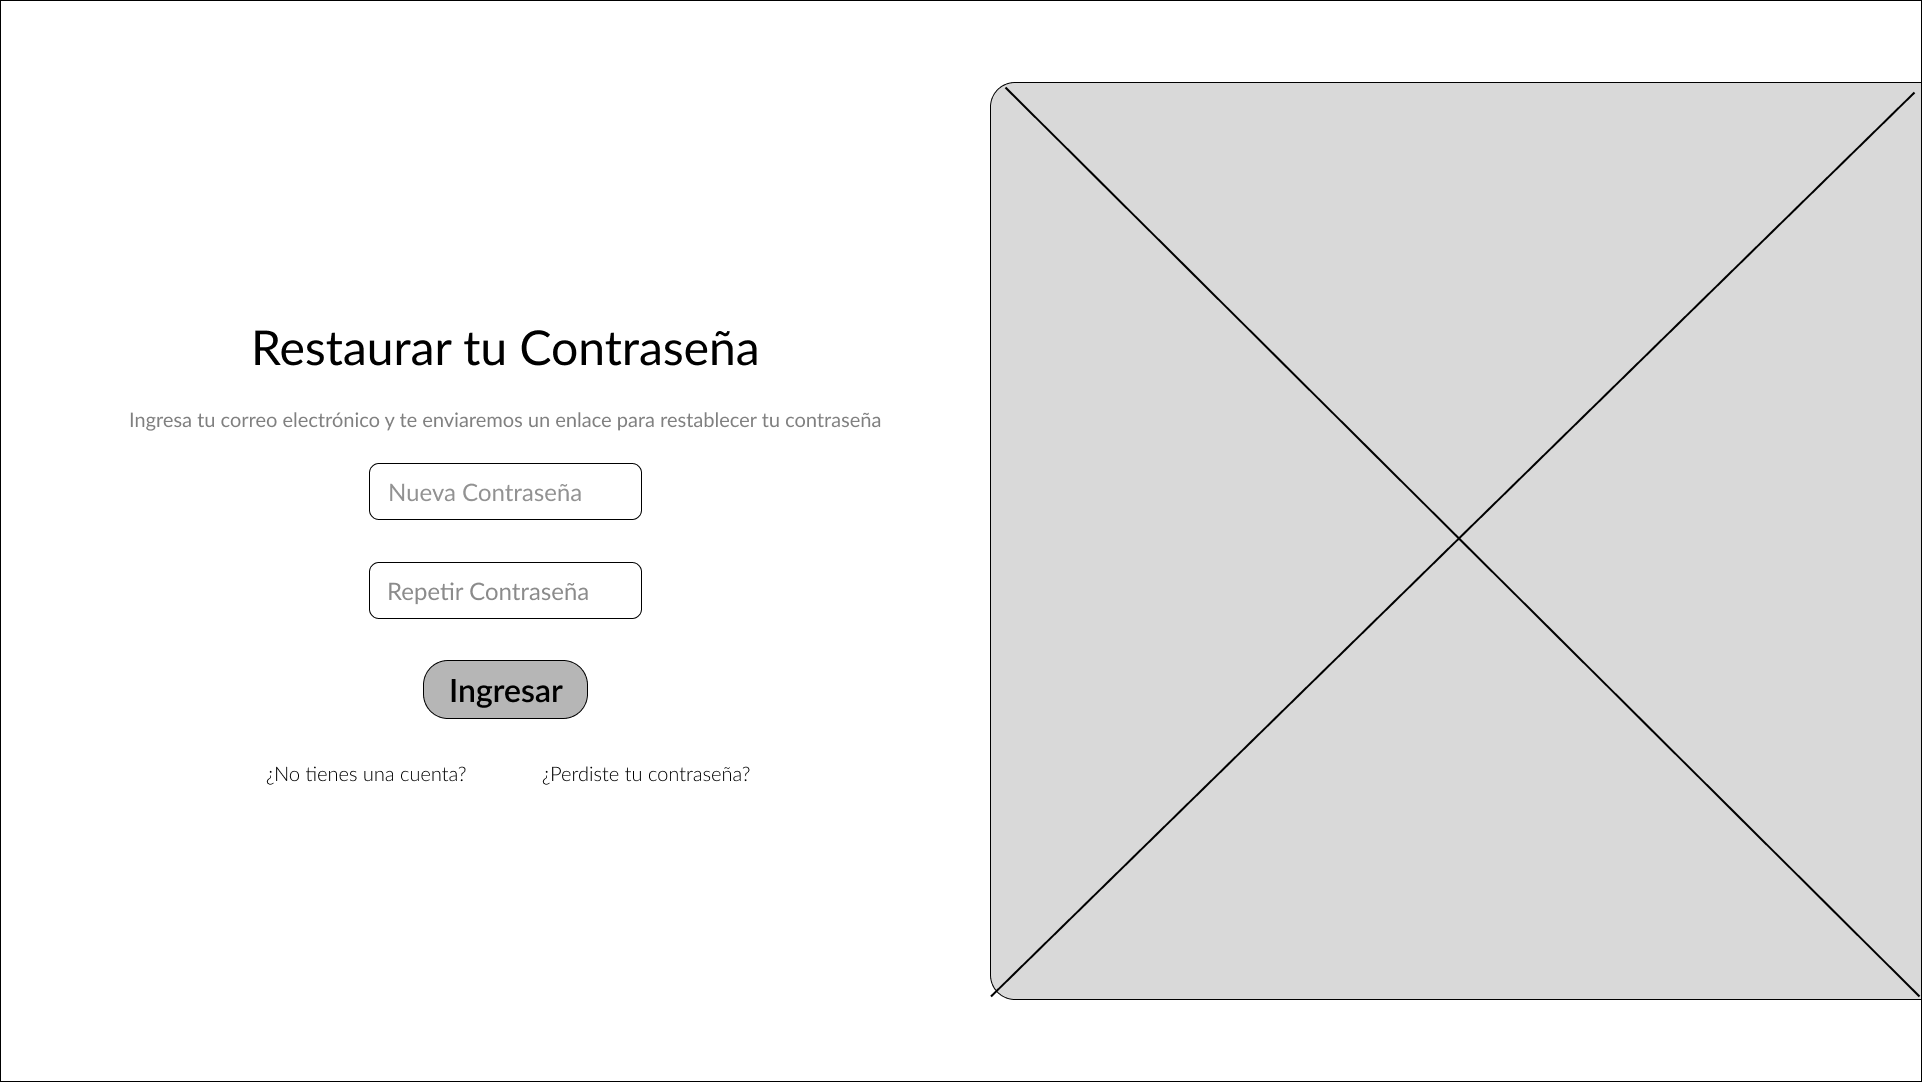 Restaurar tu Contraseña
Ingresa tu correo electrónico y te enviaremos un enlace para restablecer tu contraseña
Nueva Contraseña
Repetir Contraseña
Ingresar
¿No tienes una cuenta? ¿Perdiste tu contraseña?